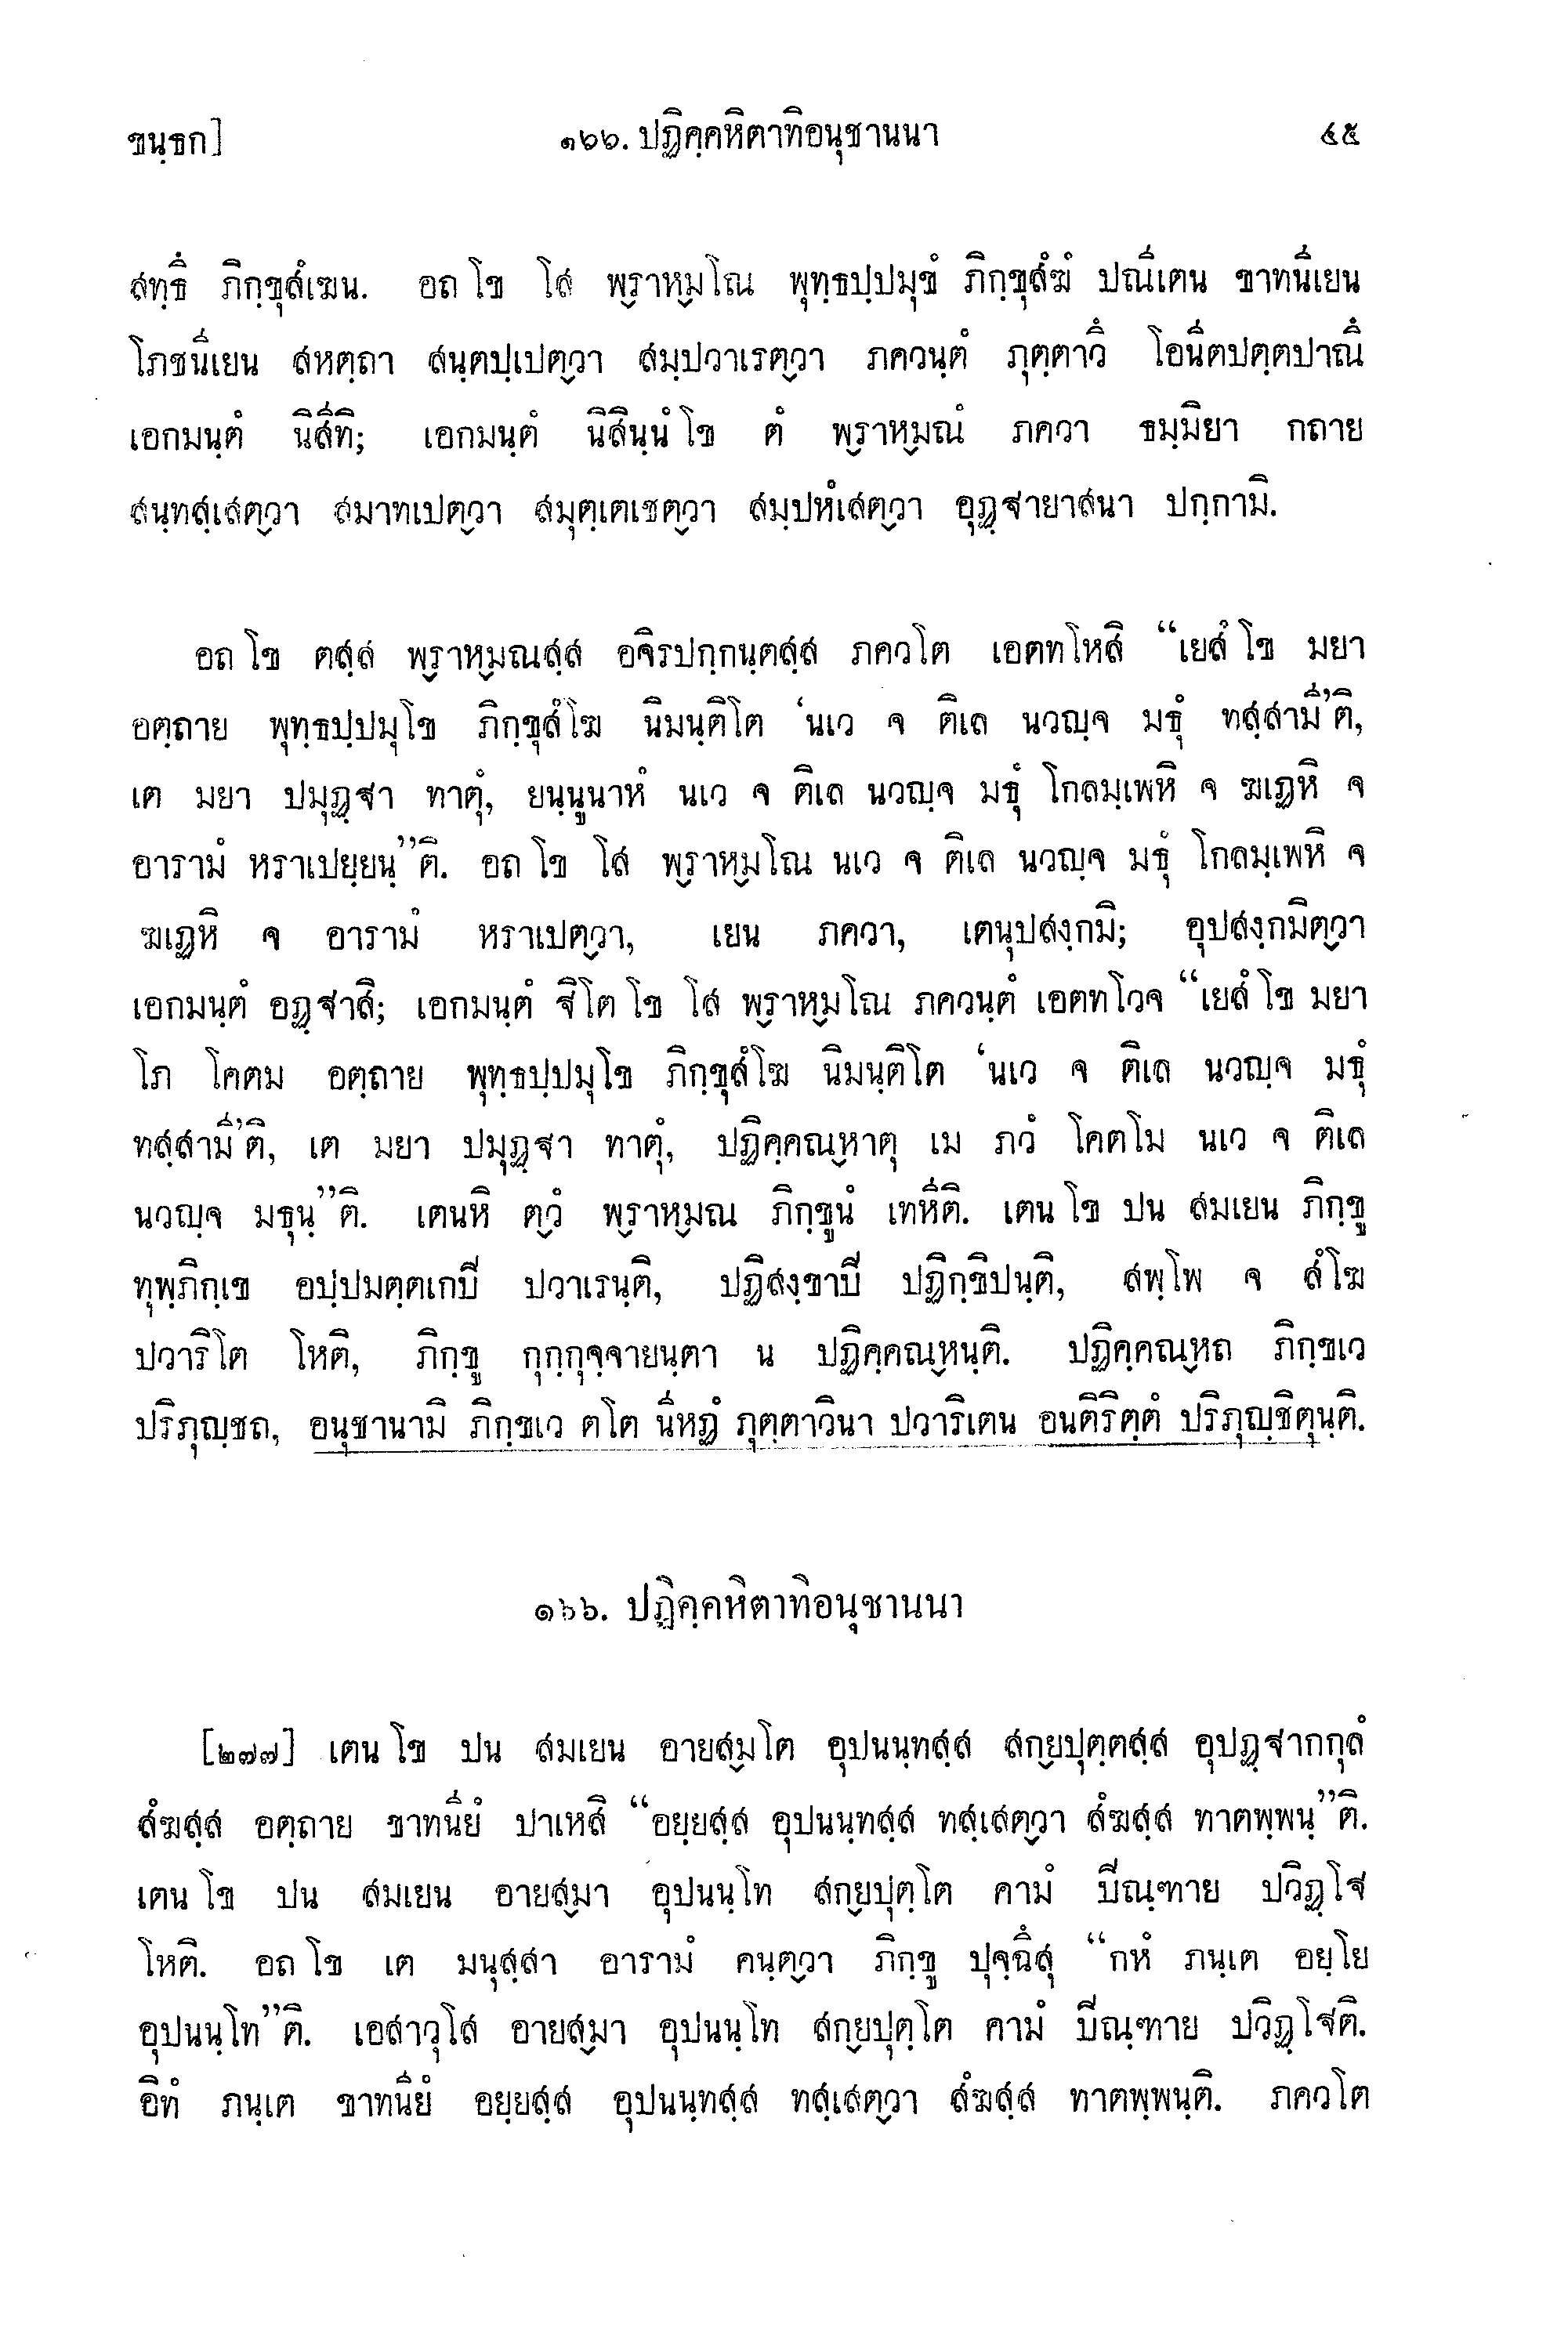 ขนฺธก]
๑๖๖. ปฏิคฺคหิตาทิอนุชานนา
๔๕
สทฺธึ ภิกฺขุสํเฆน. อถ โข โส พฺราหฺมโณ พุทฺธปฺปมุขํ ภิกฺขุสํฆํ ปณีเตน ขาทนีเยน
โภชนีเยน สหตฺถา สนฺตปฺเปตฺวา สมฺปวาเรตฺวา ภควนฺตํ ภุตฺตาวึ โอนีตปตฺตปาณึ
เอกมนฺตํ นิสีทิ; เอกมนฺตํ นิสินฺนํ โข ตํ พฺราหฺมณํ ภควา ธมฺมิยา กถาย
สนฺทสฺเสตฺวา สมาทเปตฺวา สมุตฺเตเชตฺวา สมฺปหํเสตฺวา อุฏฺฐายาสนา ปกฺกามิ.
อถ โข ตสฺส พฺราหฺมณสฺส อจิรปกฺกนฺตสฺส ภควโต เอตทโหสิ “เยสํ โข มยา
อตฺถาย พุทฺธปฺปมุโข ภิกฺขุสํโฆ นิมนฺติโต ‘นเว จ ติเล นวญฺจ มธุํ ทสฺสามี’ติ,
เต มยา ปมุฏฺฐา ทาตุํ, ยนฺนูนาหํ นเว จ ติเล นวญฺจ มธุํ โกลมฺเพหิ จ ฆเฏหิ จ
อารามํ หราเปยฺยนฺ”ติ. อถ โข โส พฺราหฺมโณ นเว จ ติเล นวญฺจ มธุํ โกลมฺเพหิ จ
ฆเฏหิ จ อารามํ หราเปตฺวา, เยน ภควา, เตนุปสงฺกมิ; อุปสงฺกมิตฺวา
เอกมนฺตํ อฏฺฐาสิ; เอกมนฺตํ ฐิโต โข โส พฺราหฺมโณ ภควนฺตํ เอตทโวจ “เยสํ โข มยา
โภ โคตม อตฺถาย พุทฺธปฺปมุโข ภิกฺขุสํโฆ นิมนฺติโต ‘นเว จ ติเล นวญฺจ มธุํ
ทสฺสามี’ติ, เต มยา ปมุฏฺฐา ทาตุํ, ปฏิคฺคณฺหาตุ เม ภวํ โคตโม นเว จ ติเล
นวญฺจ มธุนฺ”ติ. เตนหิ ตฺวํ พฺราหฺมณ ภิกฺขูนํ เทหีติ. เตน โข ปน สมเยน ภิกฺขู
ทุพฺภิกฺเข อปฺปมตฺตเกปิ ปวาเรนฺติ, ปฏิสงฺขาปิ ปฏิกฺขิปนฺติ, สพฺโพ จ สํโฆ
ปวาริโต โหติ, ภิกฺขู กุกฺกุจฺจายนฺตา น ปฏิคฺคณฺหนฺติ. ปฏิคฺคณฺหถ ภิกฺขเว
ปริภุญฺชถ, อนุชานามิ ภิกฺขเว ตโต นีหฏํ ภุตฺตาวินา ปวาริเตน อนติริตฺตํ ปริภุญฺชิตุนฺติ.
๑๖๖. ปฏิคฺคหิตาทิอนุชานนา
[๒๗๗] เตน โข ปน สมเยน อายสฺมโต อุปนนฺทสฺส สกฺยปุตฺตสฺส อุปฏฺฐากกุลํ
สํฆสฺส อตฺถาย ขาทนียํ ปาเหสิ “อยฺยสฺส อุปนนฺทสฺส ทสฺเสตฺวา สํฆสฺส ทาตพฺพนฺ”ติ.
เตน โข ปน สมเยน อายสฺมา อุปนนฺโท สกฺยปุตฺโต คามํ ปิณฺฑาย ปวิฏฺโฐ
โหติ. อถ โข เต มนุสฺสา อารามํ คนฺตฺวา ภิกฺขู ปุจฺฉึสุ “กหํ ภนฺเต อยฺโย
อุปนนฺโท”ติ. เอสาวุโส อายสฺมา อุปนนฺโท สกฺยปุตฺโต คามํ ปิณฺฑาย ปวิฏฺโฐติ.
อิทํ ภนฺเต ขาทนียํ อยฺยสฺส อุปนนฺทสฺส ทสฺเสตฺวา สํฆสฺส ทาตพฺพนฺติ. ภควโต